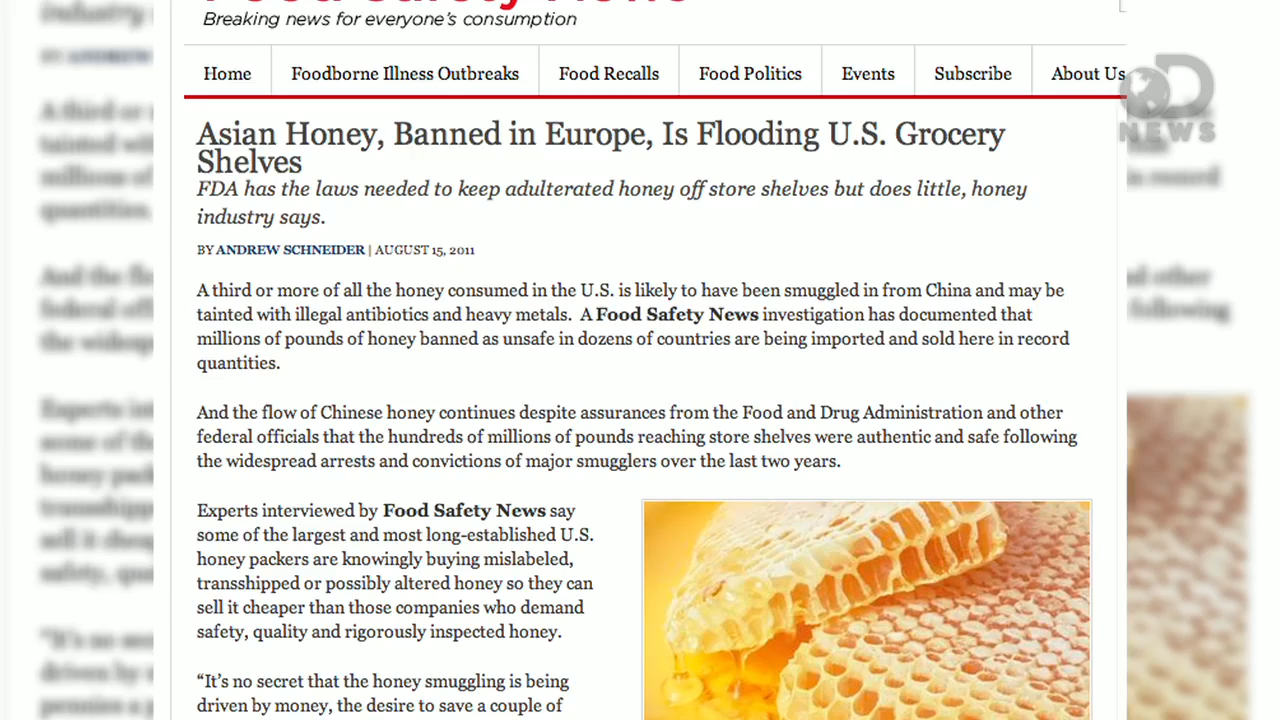 Breaking news for everyone's consumption
Home Foodborne Illness Outbreaks Food Recalls Food Politics Events Subscribe About Us
D NEWS
Asian Honey, Banned in Europe, Is Flooding U.S. Grocery
Shelves
FDA has the laws needed to keep adulterated honey off store shelves but does little, honey
industry says.
BY ANDREW SCHNEIDER | AUGUST 15, 2011
A third or more of all the honey consumed in the U.S. is likely to have been smuggled in from China and may be
tainted with illegal antibiotics and heavy metals. A Food Safety News investigation has documented that
millions of pounds of honey banned as unsafe in dozens of countries are being imported and sold here in record
quantities.
And the flow of Chinese honey continues despite assurances from the Food and Drug Administration and other
federal officials that the hundreds of millions of pounds reaching store shelves were authentic and safe following
the widespread arrests and convictions of major smugglers over the last two years.
Experts interviewed by Food Safety News say
some of the largest and most long-established U.S.
honey packers are knowingly buying mislabeled,
transshipped or possibly altered honey so they can
sell it cheaper than those companies who demand
safety, quality and rigorously inspected honey.
“It's no secret that the honey smuggling is being
driven by money, the desire to save a couple of